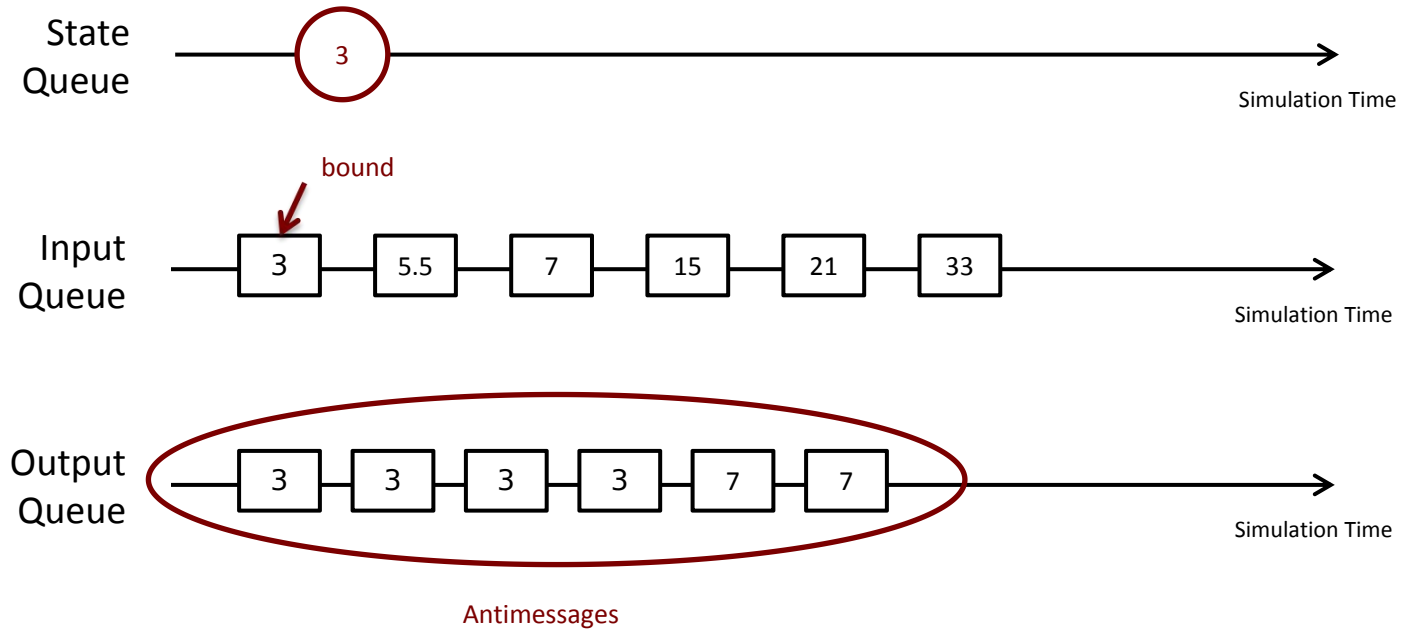 State
Queue
3
Simulation Time
bound
Input
Queue
3 5.5 7 15 21 33
Simulation Time
Output
Queue
3 3 3 3 7 7
Simulation Time
Antimessages